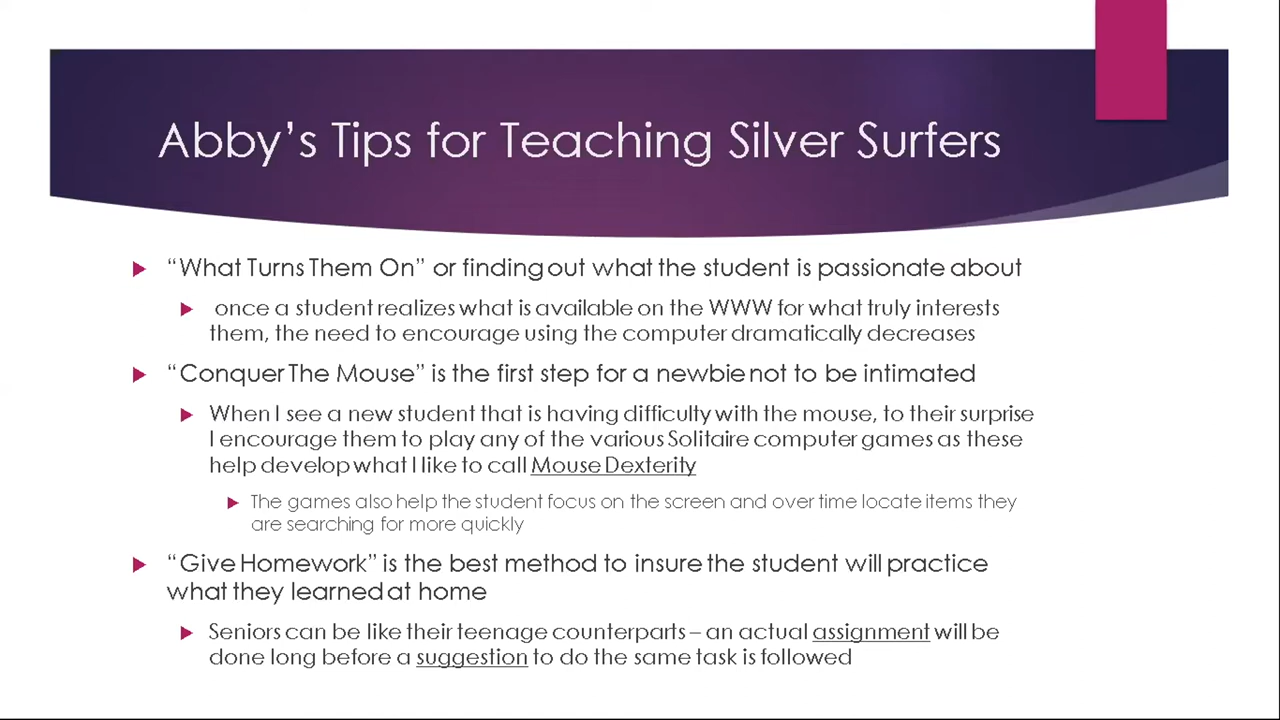 Abby’s Tips for Teaching Silver Surfers
“What Turns Them On” or finding out what the student is passionate about
once a student realizes what is available on the WWW for what truly interests
them, the need to encourage using the computer dramatically decreases
“Conquer The Mouse” is the first step for a newbie not to be intimated
When I see a new student that is having difficulty with the mouse, to their surprise
I encourage them to play any of the various Solitaire computer games as these
help develop what I like to call Mouse Dexterity
The games also help the student focus on the screen and over time locate items they
are searching for more quickly
“Give Homework” is the best method to insure the student will practice
what they learned at home
Seniors can be like their teenage counterparts – an actual assignment will be
done long before a suggestion to do the same task is followed